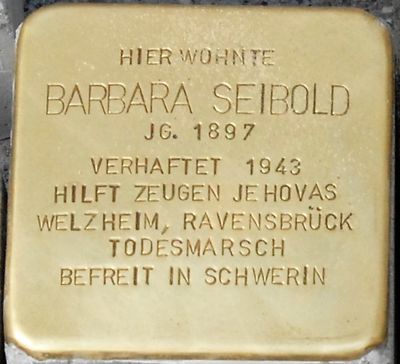 HIER WOHNTE
BARBARA SEIBOLD
JG. 1897
VERHAFTET 1943
HILFT ZEUGEN JEHOVAS
WELZHEIM, RAVENSBRÜCK
TODESMARSCH
BEFREIT IN SCHWERIN